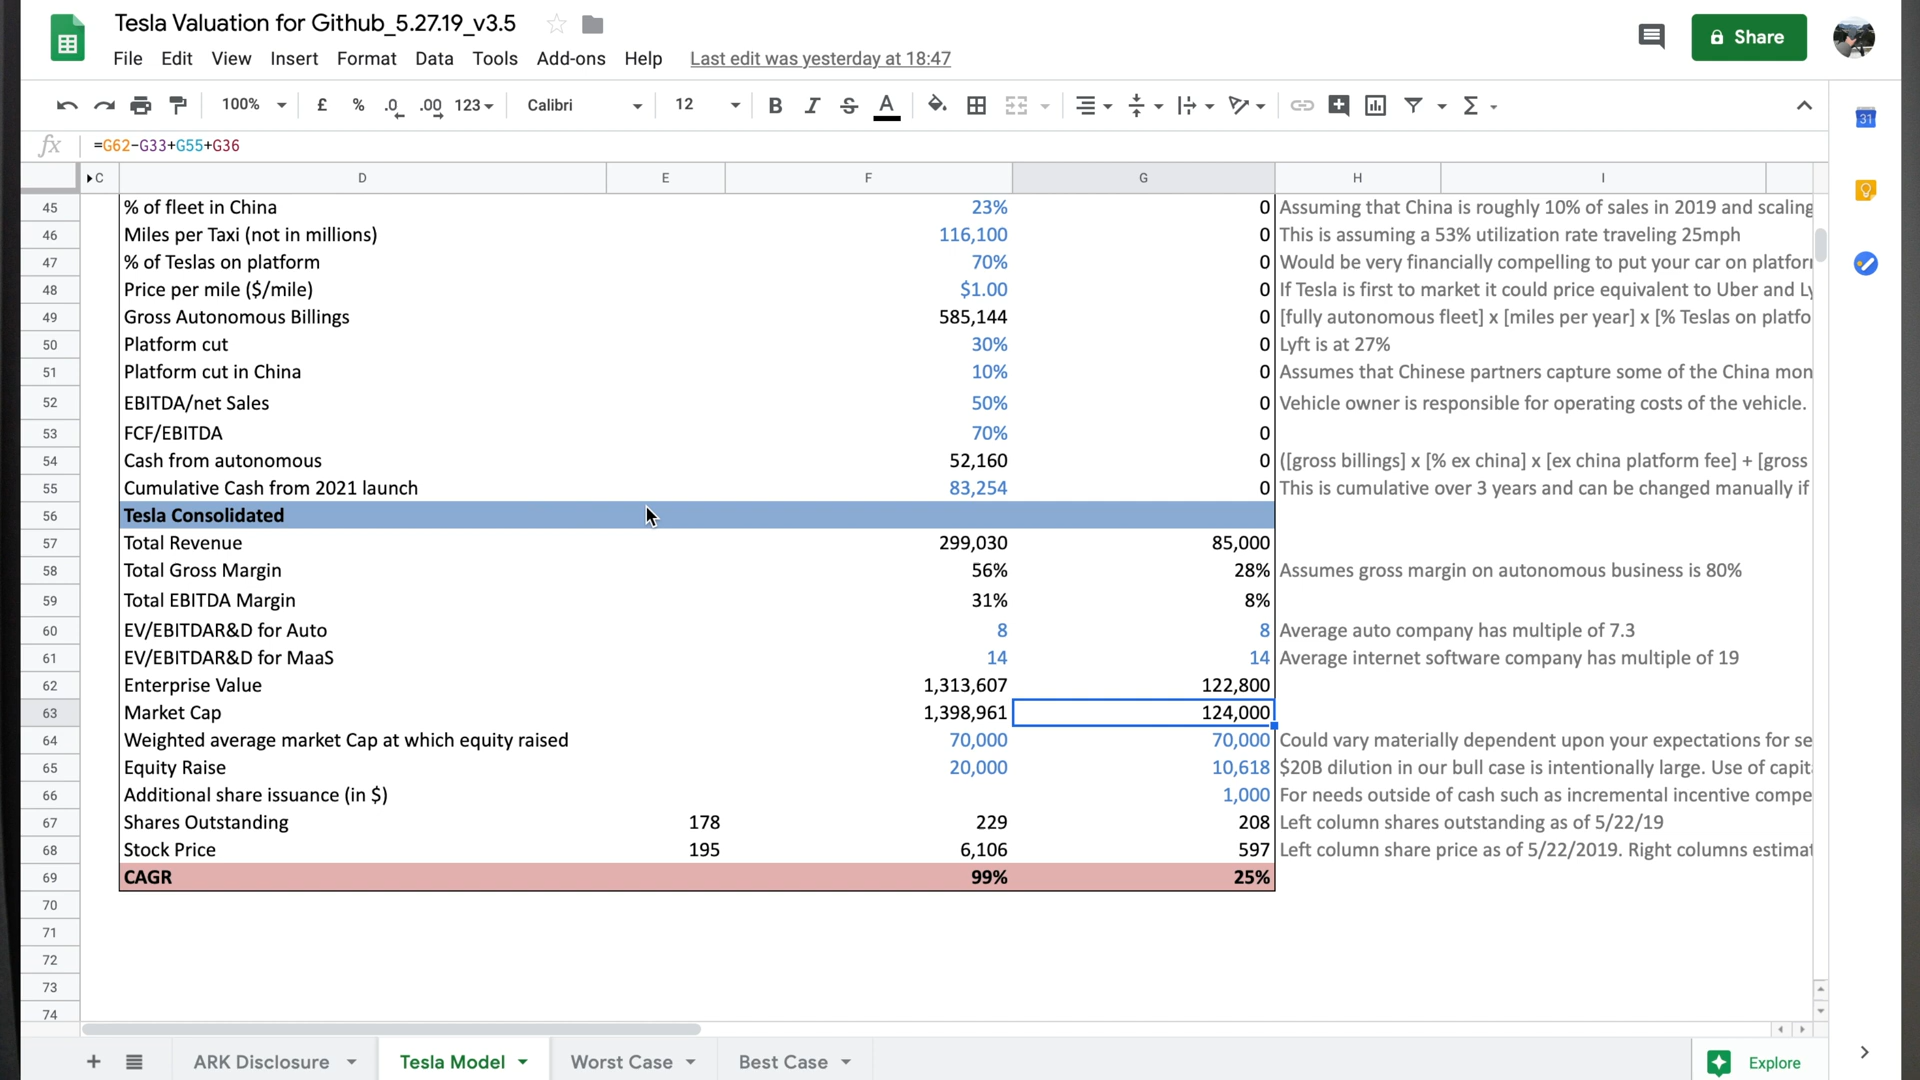 Tesla Valuation for Github_5.27.19_v3.5
File Edit View Insert Format Data Tools Add-ons Help Last edit was yesterday at 18:47
Share
100% £ % .0 .00 123 Calibri 12 B I S A Σ
31
fx =G62-G33+G55+G36
C D E F G H I
45 % of fleet in China 23% 0 Assuming that China is roughly 10% of sales in 2019 and scaling
46 Miles per Taxi (not in millions) 116,100 0 This is assuming a 53% utilization rate traveling 25mph
47 % of Teslas on platform 70% 0 Would be very financially compelling to put your car on platfor
48 Price per mile ($/mile) $1.00 0 If Tesla is first to market it could price equivalent to Uber and Ly
49 Gross Autonomous Billings 585,144 0 [fully autonomous fleet] x [miles per year] x [% Teslas on platfo
50 Platform cut 30% 0 Lyft is at 27%
51 Platform cut in China 10% 0 Assumes that Chinese partners capture some of the China mon
52 EBITDA/net Sales 50% 0 Vehicle owner is responsible for operating costs of the vehicle.
53 FCF/EBITDA 70% 0
54 Cash from autonomous 52,160 0 ([gross billings] x [% ex china] x [ex china platform fee] + [gross
55 Cumulative Cash from 2021 launch 83,254 0 This is cumulative over 3 years and can be changed manually if
56 Tesla Consolidated
57 Total Revenue 299,030 85,000
58 Total Gross Margin 56% 28% Assumes gross margin on autonomous business is 80%
59 Total EBITDA Margin 31% 8%
60 EV/EBITDAR&D for Auto 8 8 Average auto company has multiple of 7.3
61 EV/EBITDAR&D for MaaS 14 14 Average internet software company has multiple of 19
62 Enterprise Value 1,313,607 122,800
63 Market Cap 1,398,961 124,000
64 Weighted average market Cap at which equity raised 70,000 70,000 Could vary materially dependent upon your expectations for se
65 Equity Raise 20,000 10,618 $20B dilution in our bull case is intentionally large. Use of capit
66 Additional share issuance (in $) 1,000 For needs outside of cash such as incremental incentive compe
67 Shares Outstanding 178 229 208 Left column shares outstanding as of 5/22/19
68 Stock Price 195 6,106 597 Left column share price as of 5/22/2019. Right columns estimat
69 CAGR 99% 25%
70
71
72
73
74
ARK Disclosure Tesla Model Worst Case Best Case Explore